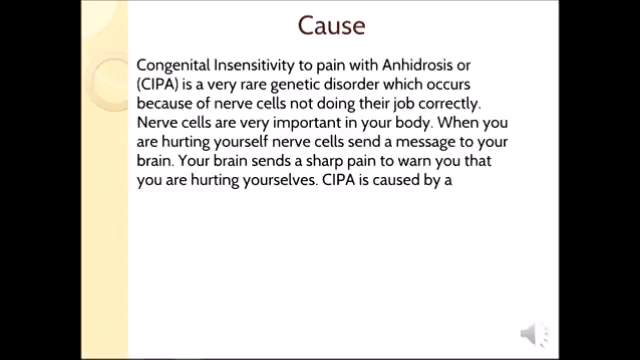 Cause
Congenital Insensitivity to pain with Anhidrosis or
(CIPA) is a very rare genetic disorder which occurs
because of nerve cells not doing their job correctly.
Nerve cells are very important in your body. When you
are hurting yourself nerve cells send a message to your
brain. Your brain sends a sharp pain to warn you that
you are hurting yourselves. CIPA is caused by a